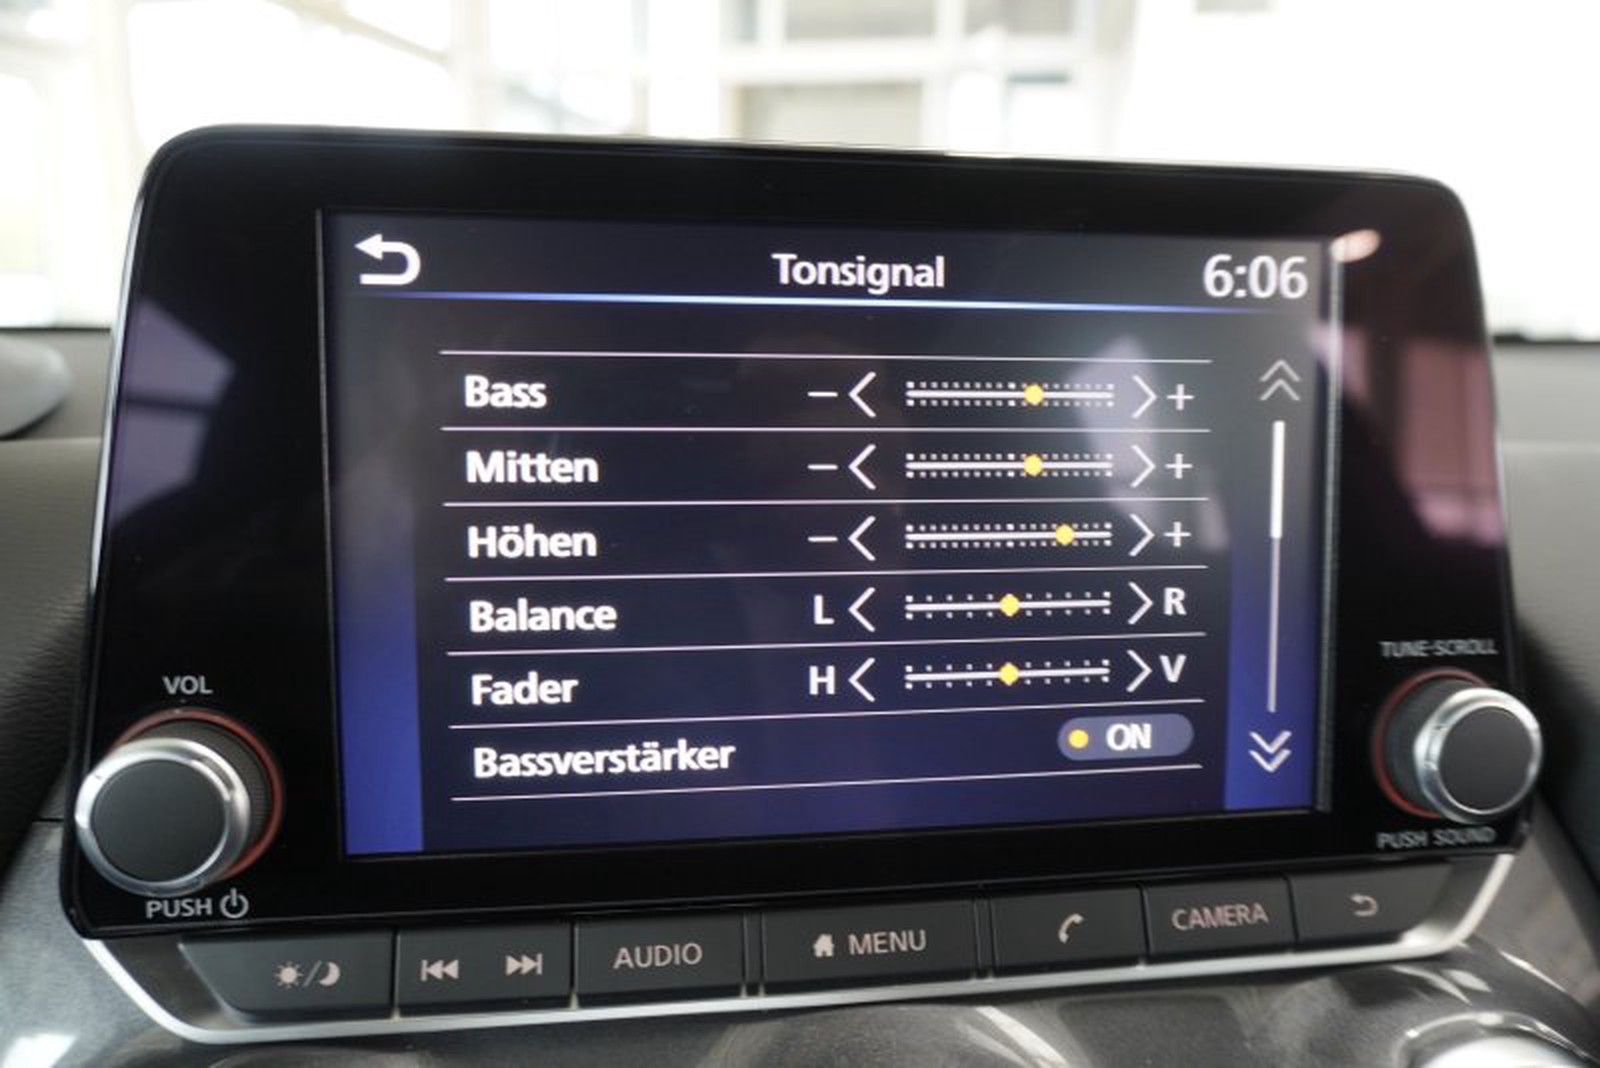 Tonsignal 6:06
Bass − +
Mitten − +
Höhen − +
Balance L R
Fader H V
Bassverstärker ON
VOL
PUSH
TUNE·SCROLL
PUSH SOUND
AUDIO MENU CAMERA